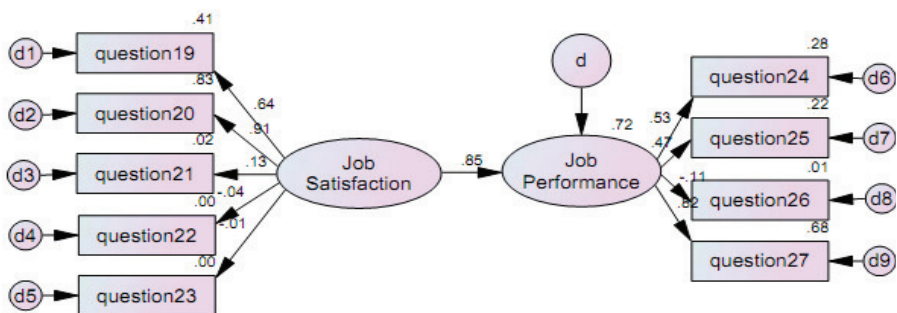 .41
d1
question19
.83
d2
question20
.02
d3
question21
.00
d4
question22
.00
d5
question23
.64
.91
.13
-.04
-.01
Job
Satisfaction
.85
d
.72
Job
Performance
.53
.47
-.11
.82
.28
question24
d6
.22
question25
d7
.01
question26
d8
.68
question27
d9